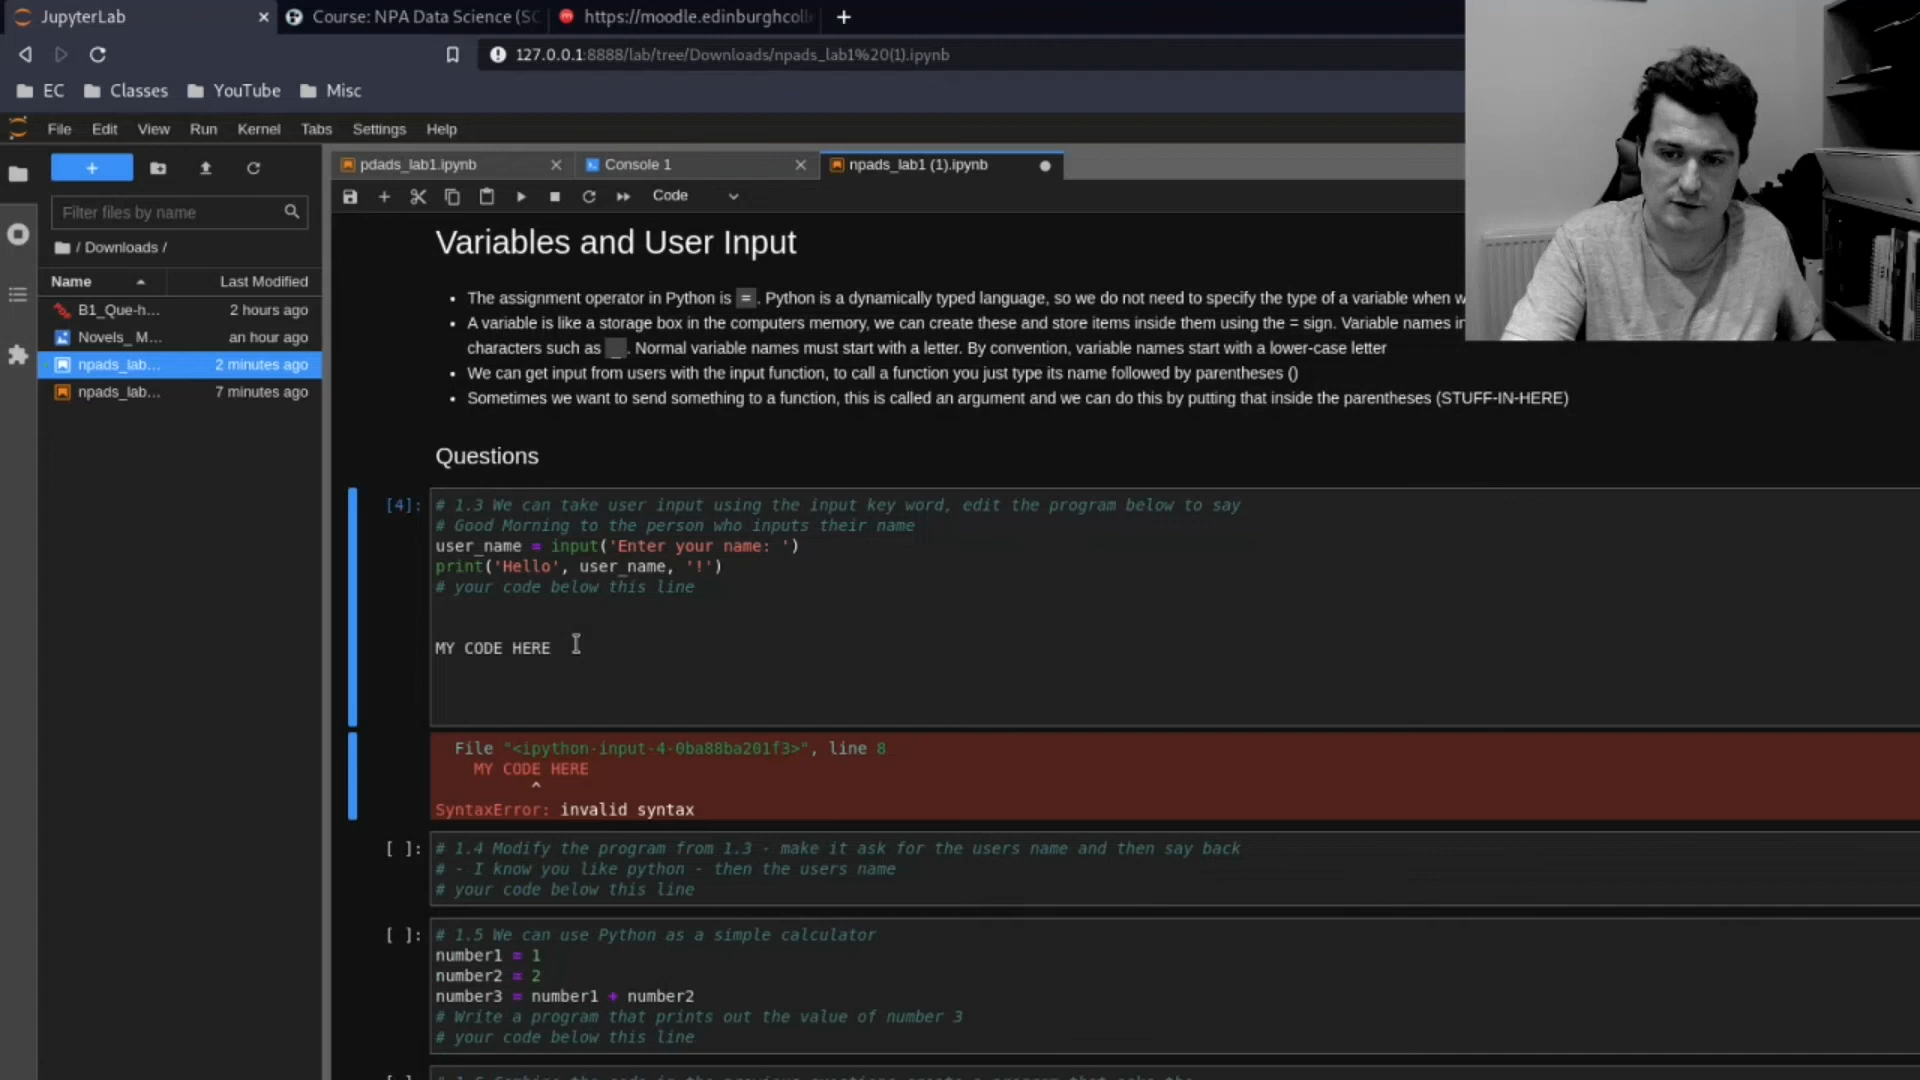 JupyterLab
Course: NPA Data Science (SC
https://moodle.edinburghcoll
127.0.0.1:8888/lab/tree/Downloads/npads_lab1%20(1).ipynb
EC Classes YouTube Misc
File Edit View Run Kernel Tabs Settings Help
pdads_lab1.ipynb
Console 1
npads_lab1 (1).ipynb
Code
Filter files by name
/ Downloads /
Name Last Modified
B1_Que-h... 2 hours ago
Novels_ M... an hour ago
npads_lab... 2 minutes ago
npads_lab... 7 minutes ago
Variables and User Input
• The assignment operator in Python is = . Python is a dynamically typed language, so we do not need to specify the type of a variable when w
• A variable is like a storage box in the computers memory, we can create these and store items inside them using the = sign. Variable names in
characters such as _ . Normal variable names must start with a letter. By convention, variable names start with a lower-case letter
• We can get input from users with the input function, to call a function you just type its name followed by parentheses ()
• Sometimes we want to send something to a function, this is called an argument and we can do this by putting that inside the parentheses (STUFF-IN-HERE)
Questions
[4]: # 1.3 We can take user input using the input key word, edit the program below to say
# Good Morning to the person who inputs their name
user_name = input('Enter your name: ')
print('Hello', user_name, '!')
# your code below this line
MY CODE HERE
File "<ipython-input-4-0ba88ba201f3>", line 8
MY CODE HERE
^
SyntaxError: invalid syntax
[ ]: # 1.4 Modify the program from 1.3 - make it ask for the users name and then say back
# - I know you like python - then the users name
# your code below this line
[ ]: # 1.5 We can use Python as a simple calculator
number1 = 1
number2 = 2
number3 = number1 + number2
# Write a program that prints out the value of number 3
# your code below this line